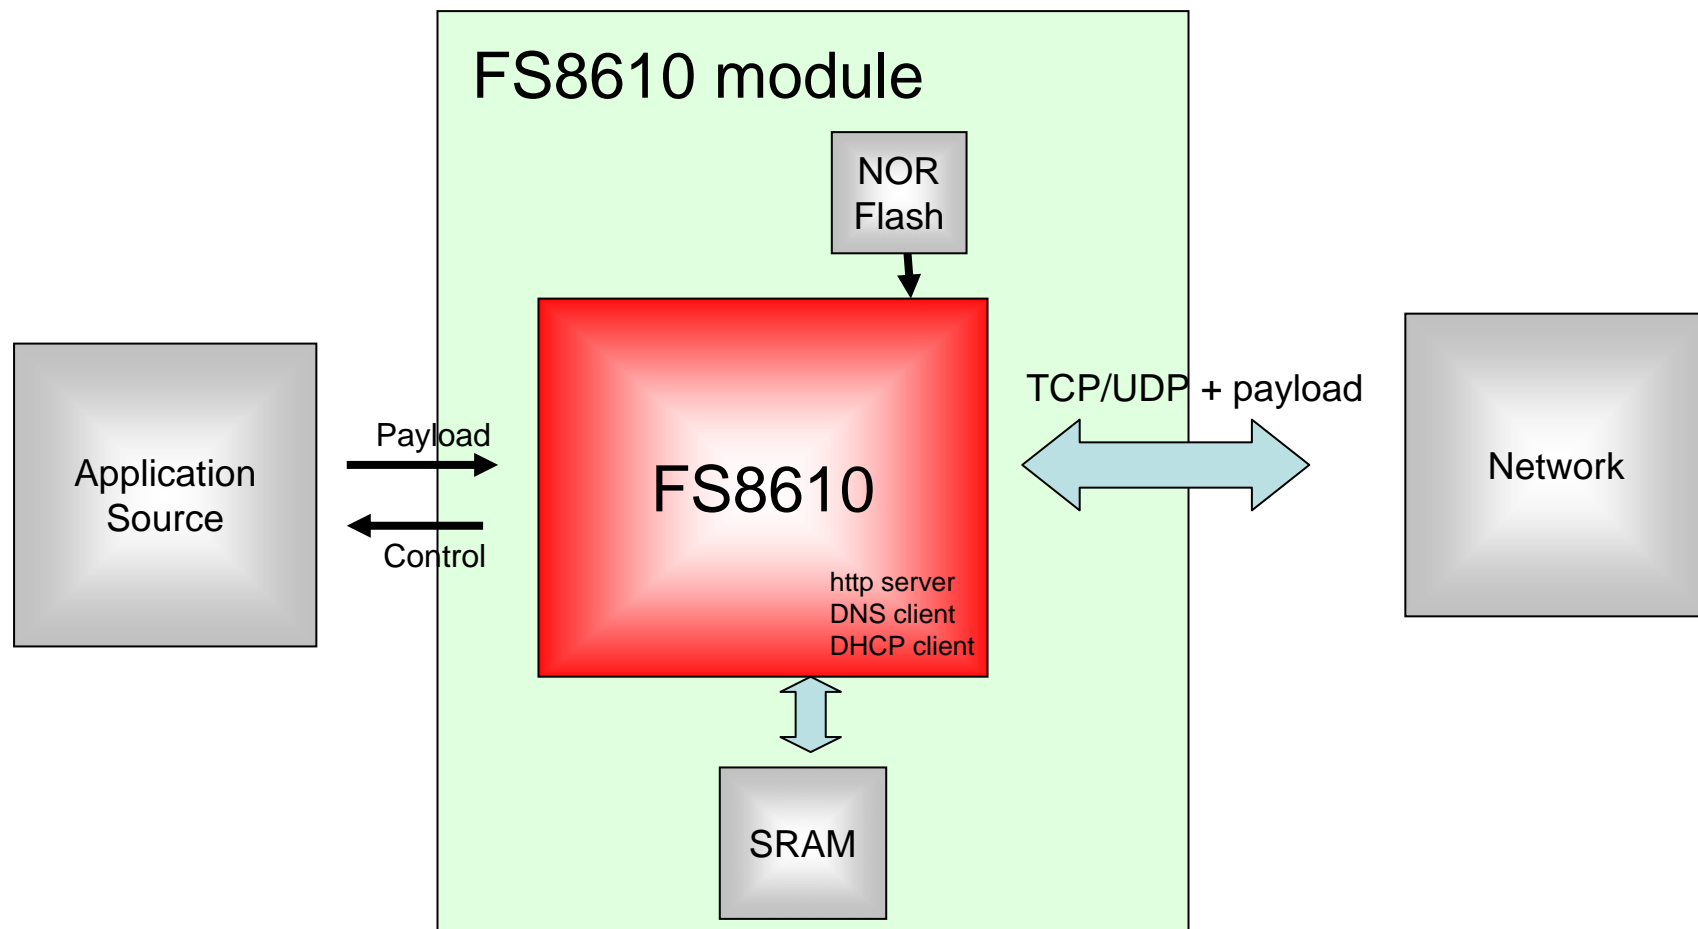 FS8610 module
NOR
Flash
Application
Source
Payload
Control
FS8610
http server
DNS client
DHCP client
TCP/UDP + payload
Network
SRAM